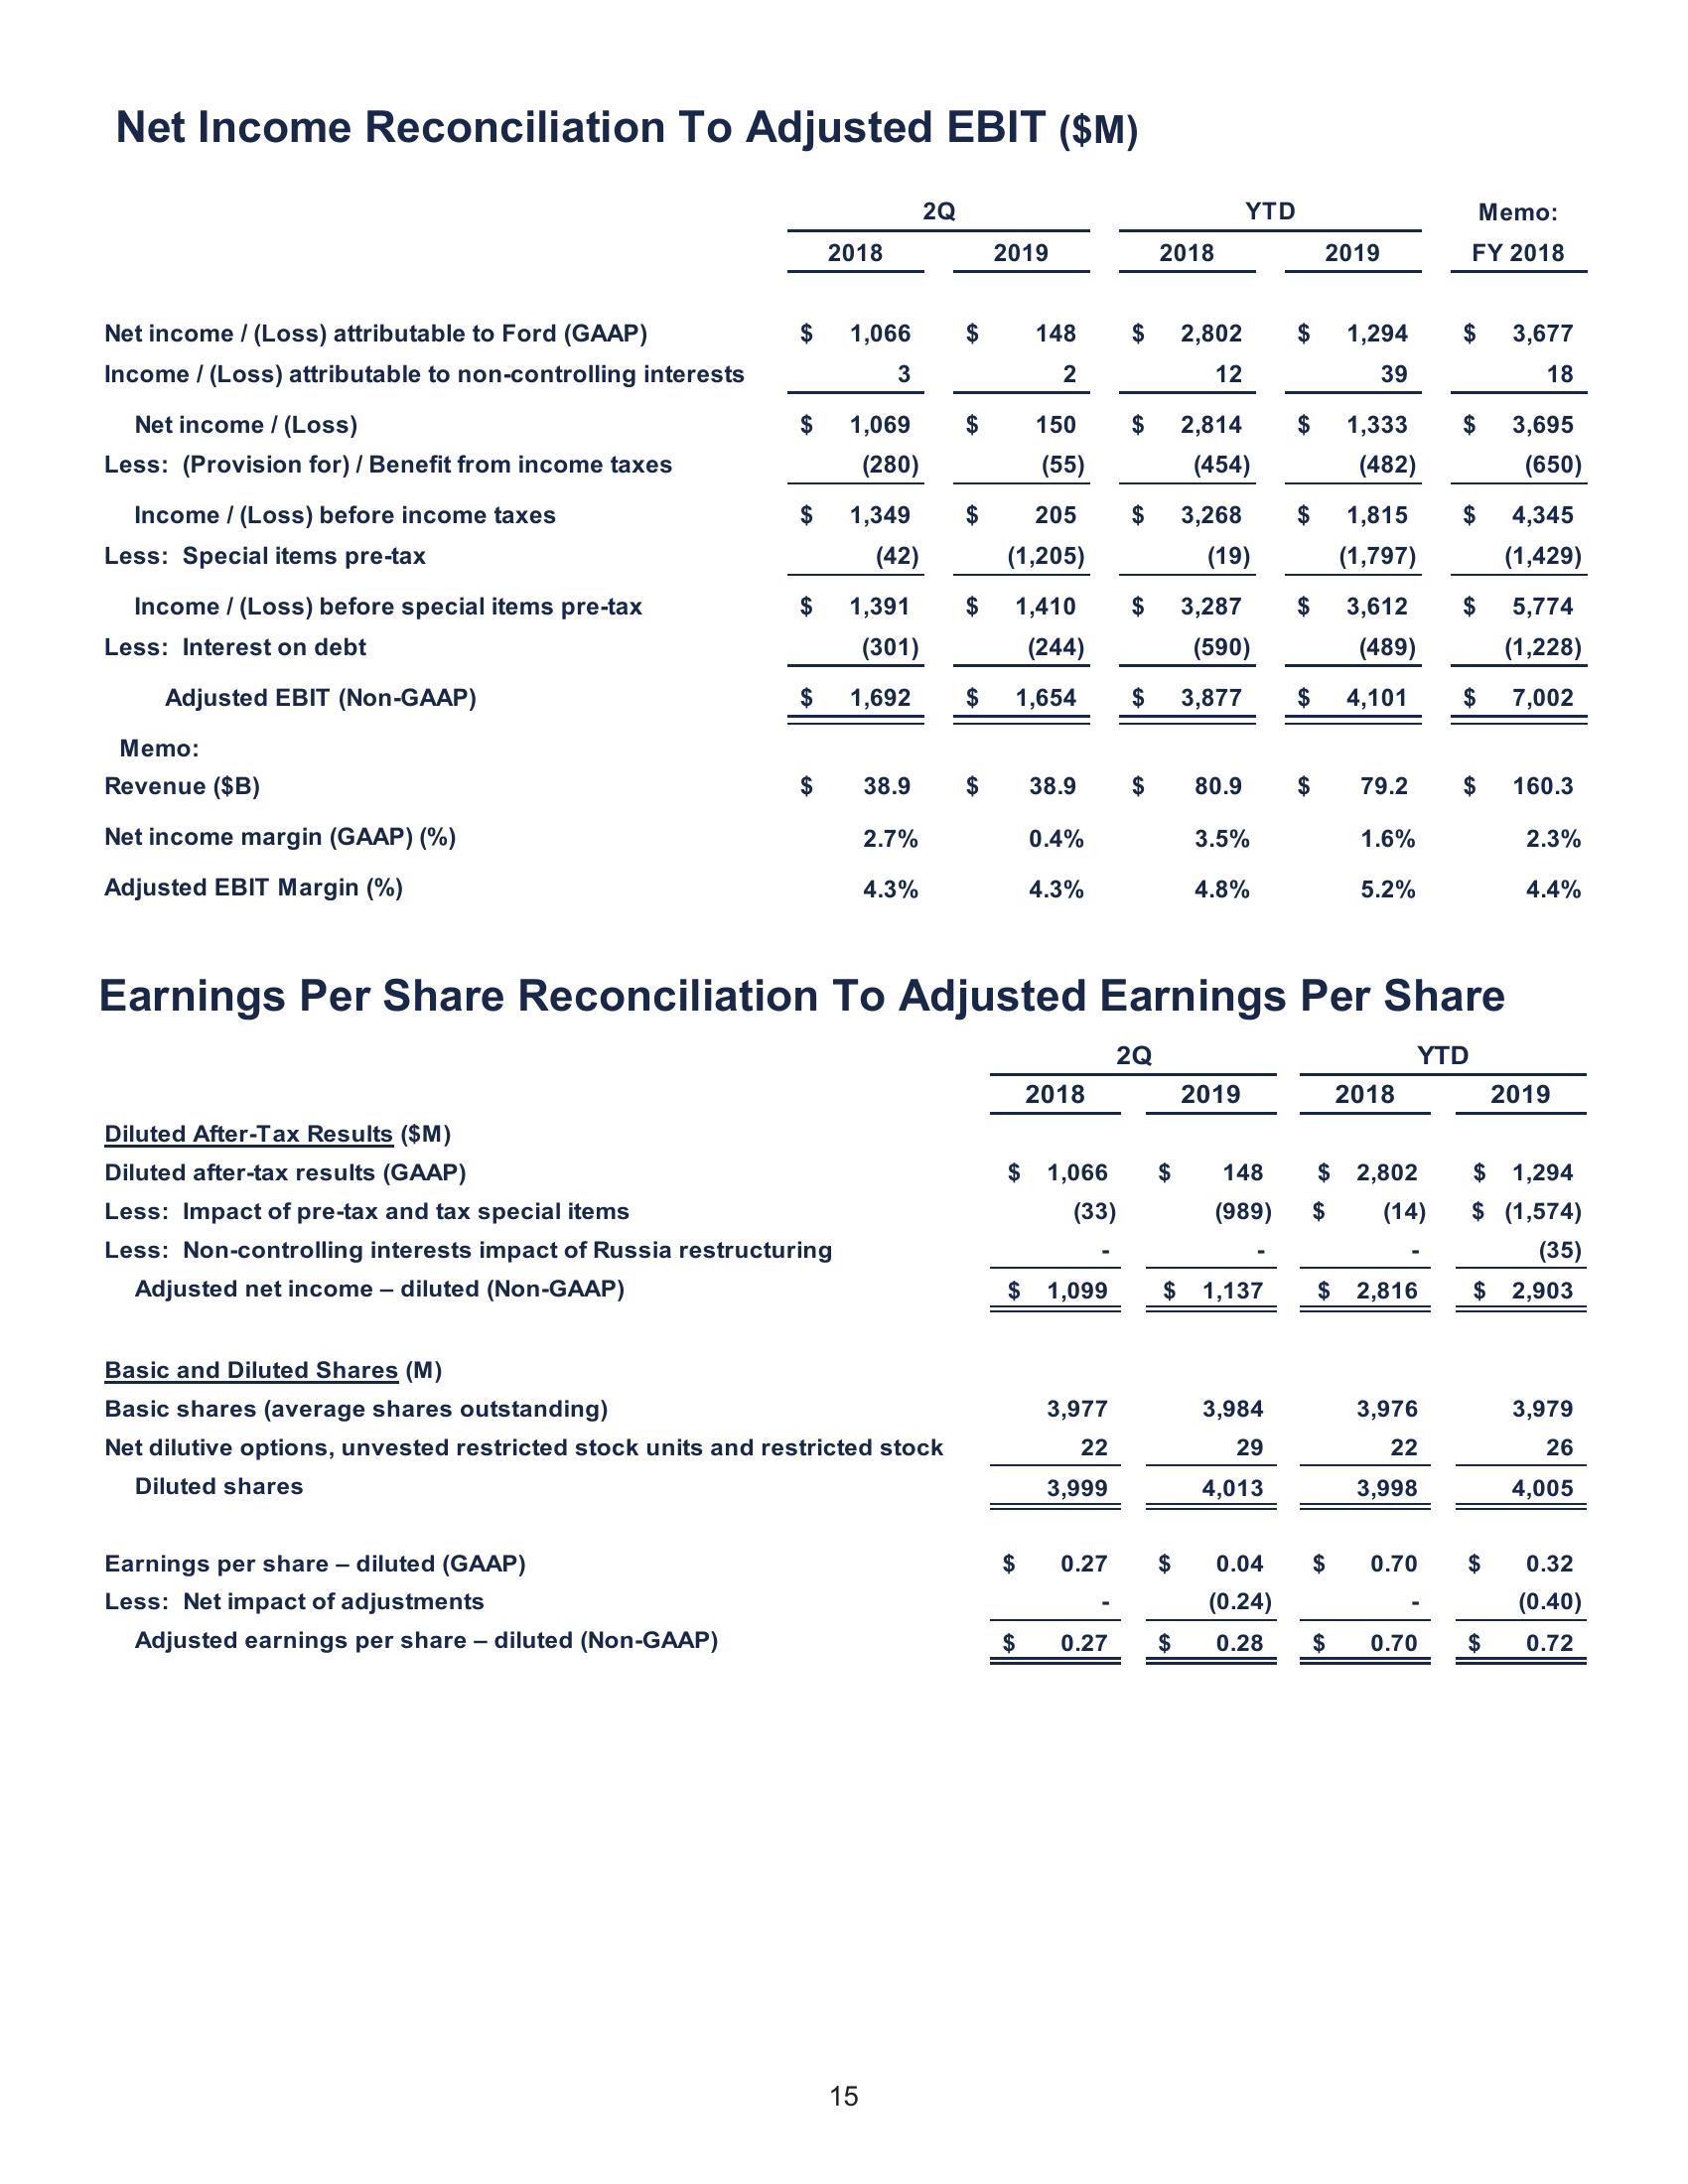 Net Income Reconciliation To Adjusted EBIT ($M)
2Q YTD Memo:
2018 2019 2018 2019 FY 2018
Net income / (Loss) attributable to Ford (GAAP) $ 1,066 $ 148 $ 2,802 $ 1,294 $ 3,677
Income / (Loss) attributable to non-controlling interests 3 2 12 39 18
Net income / (Loss) $ 1,069 $ 150 $ 2,814 $ 1,333 $ 3,695
Less: (Provision for) / Benefit from income taxes (280) (55) (454) (482) (650)
Income / (Loss) before income taxes $ 1,349 $ 205 $ 3,268 $ 1,815 $ 4,345
Less: Special items pre-tax (42) (1,205) (19) (1,797) (1,429)
Income / (Loss) before special items pre-tax $ 1,391 $ 1,410 $ 3,287 $ 3,612 $ 5,774
Less: Interest on debt (301) (244) (590) (489) (1,228)
Adjusted EBIT (Non-GAAP) $ 1,692 $ 1,654 $ 3,877 $ 4,101 $ 7,002
Memo:
Revenue ($B) $ 38.9 $ 38.9 $ 80.9 $ 79.2 $ 160.3
Net income margin (GAAP) (%) 2.7% 0.4% 3.5% 1.6% 2.3%
Adjusted EBIT Margin (%) 4.3% 4.3% 4.8% 5.2% 4.4%
Earnings Per Share Reconciliation To Adjusted Earnings Per Share
2Q YTD
2018 2019 2018 2019
Diluted After-Tax Results ($M)
Diluted after-tax results (GAAP) $ 1,066 $ 148 $ 2,802 $ 1,294
Less: Impact of pre-tax and tax special items (33) (989) $ (14) $ (1,574)
Less: Non-controlling interests impact of Russia restructuring - - - (35)
Adjusted net income – diluted (Non-GAAP) $ 1,099 $ 1,137 $ 2,816 $ 2,903
Basic and Diluted Shares (M)
Basic shares (average shares outstanding) 3,977 3,984 3,976 3,979
Net dilutive options, unvested restricted stock units and restricted stock 22 29 22 26
Diluted shares 3,999 4,013 3,998 4,005
Earnings per share – diluted (GAAP) $ 0.27 $ 0.04 $ 0.70 $ 0.32
Less: Net impact of adjustments - (0.24) - (0.40)
Adjusted earnings per share – diluted (Non-GAAP) $ 0.27 $ 0.28 $ 0.70 $ 0.72
15